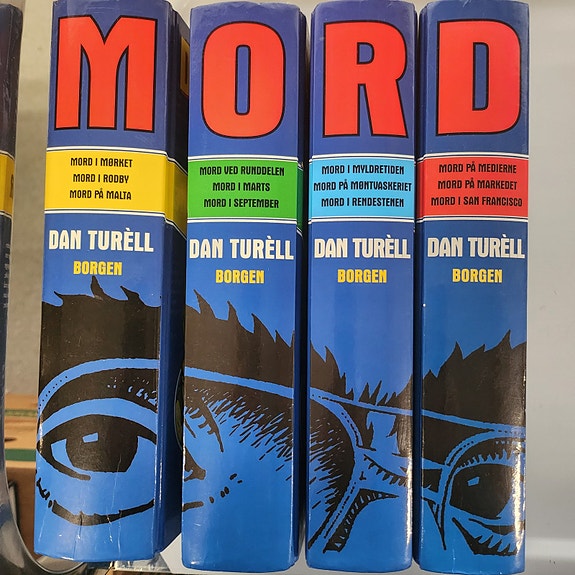 M
MORD I MØRKET
MORD I RODBY
MORD PÅ MALTA
DAN TURÈLL
BORGEN
O
MORD VED RUNDDELEN
MORD I MARTS
MORD I SEPTEMBER
DAN TURÈLL
BORGEN
R
MORD I MYLDRETIDEN
MORD PÅ MØNTVASKERIET
MORD I RENDESTENEN
DAN TURÈLL
BORGEN
D
MORD PÅ MEDIERNE
MORD PÅ MARKEDET
MORD I SAN FRANCISCO
DAN TURÈLL
BORGEN